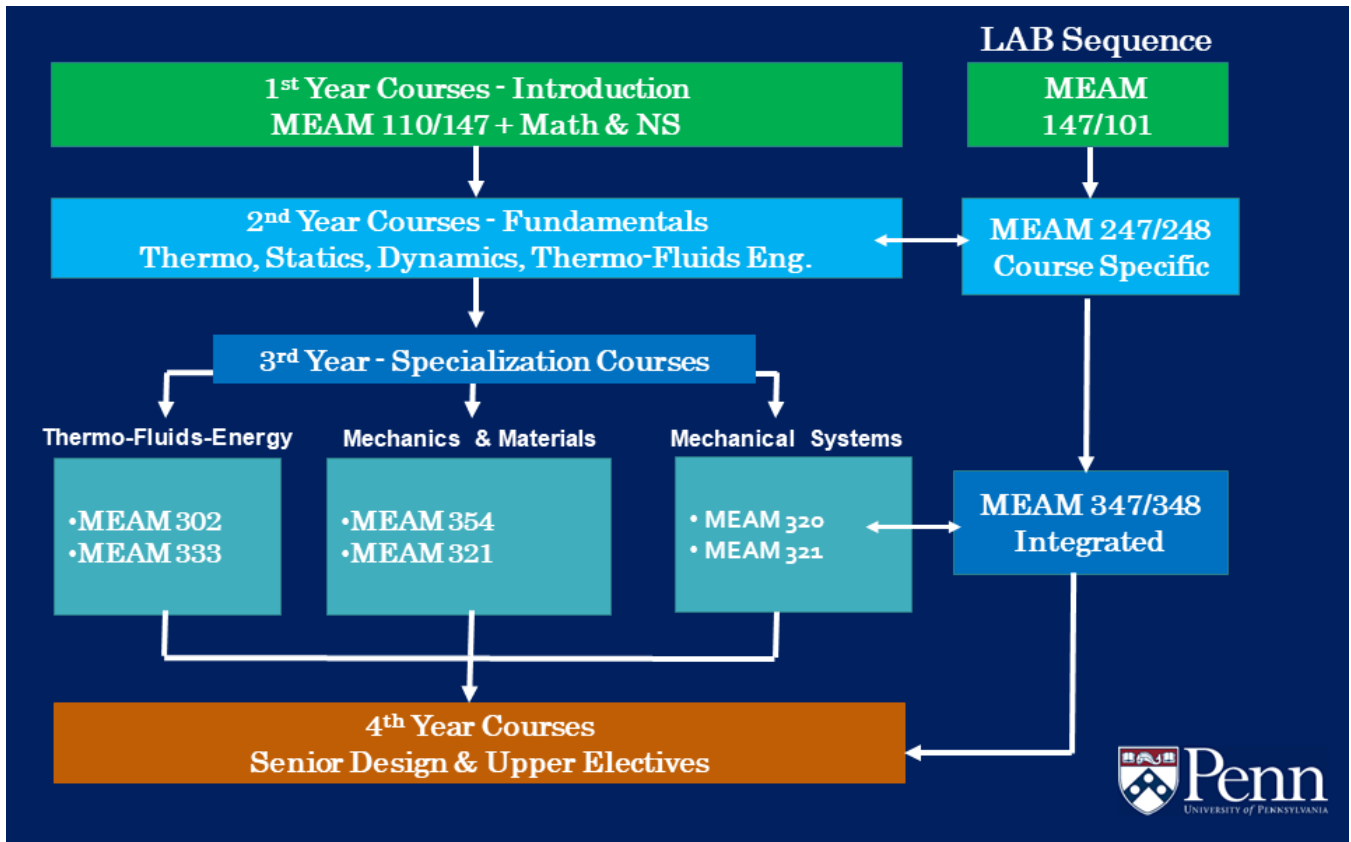 LAB Sequence
1st Year Courses - Introduction
MEAM 110/147 + Math & NS
MEAM
147/101
2nd Year Courses - Fundamentals
Thermo, Statics, Dynamics, Thermo-Fluids Eng.
MEAM 247/248
Course Specific
3rd Year - Specialization Courses
Thermo-Fluids-Energy
•MEAM 302
•MEAM 333
Mechanics & Materials
•MEAM 354
•MEAM 321
Mechanical Systems
• MEAM 320
• MEAM 321
MEAM 347/348
Integrated
4th Year Courses
Senior Design & Upper Electives
Penn
UNIVERSITY of PENNSYLVANIA